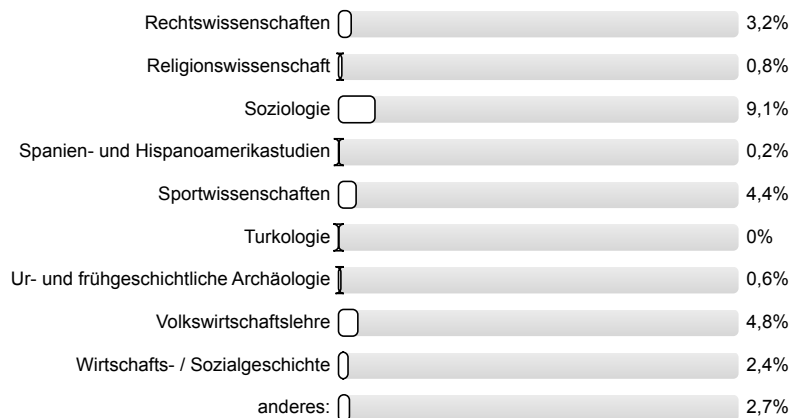 Rechtswissenschaften 3,2%
Religionswissenschaft 0,8%
Soziologie 9,1%
Spanien- und Hispanoamerikastudien 0,2%
Sportwissenschaften 4,4%
Turkologie 0%
Ur- und frühgeschichtliche Archäologie 0,6%
Volkswirtschaftslehre 4,8%
Wirtschafts- / Sozialgeschichte 2,4%
anderes: 2,7%